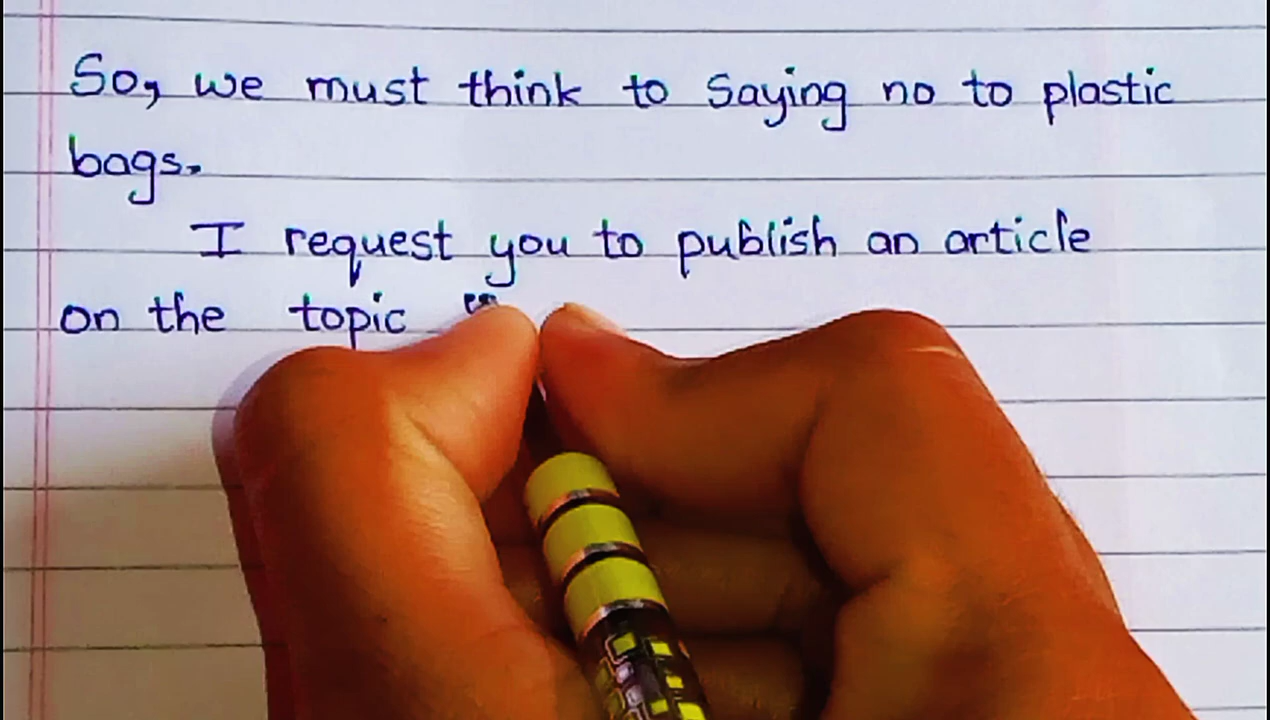 So, we must think to Saying no to plastic
bags.
I request you to publish an article
on the topic "